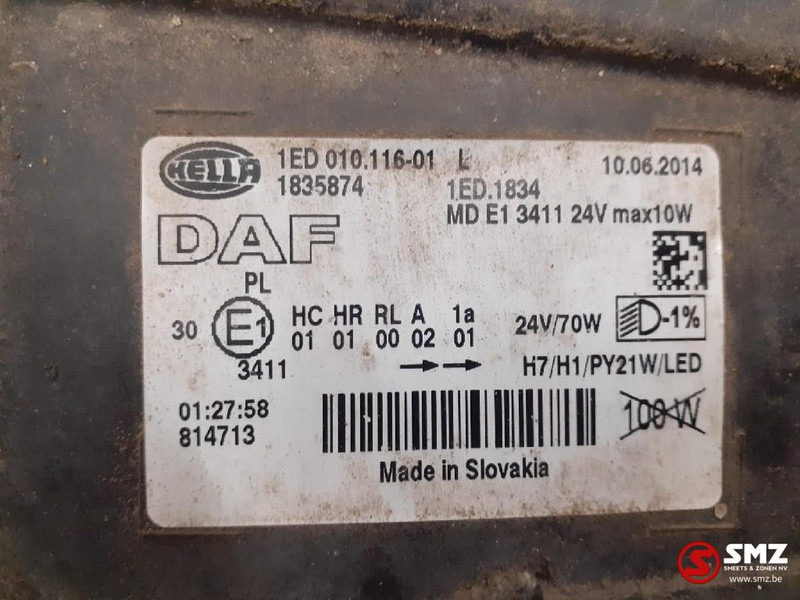 HELLA 1ED 010.116-01 L 10.06.2014
1835874 1ED.1834
MD E1 3411 24V max10W
DAF
PL
30 E1 HC HR RL A 1a 24V/70W D-1%
01 01 00 02 01
3411 H7/H1/PY21W/LED
01:27:58 100 W
814713
Made in Slovakia
SMZ
SMEETS & ZONEN NV
www.smz.be